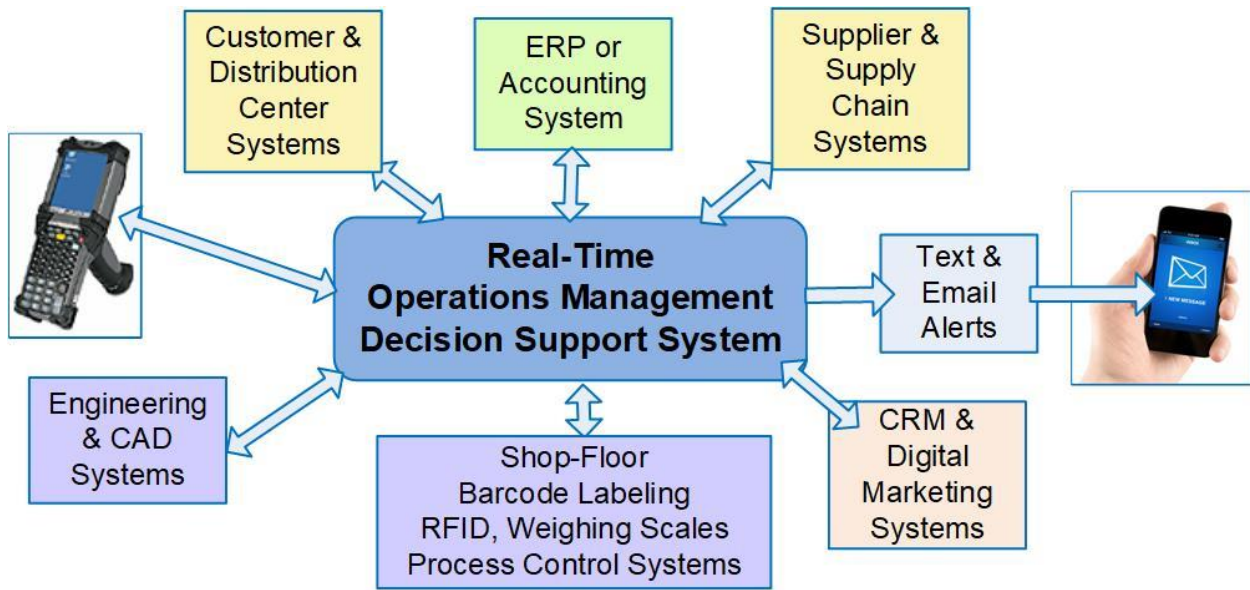 Customer &
Distribution
Center
Systems
ERP or
Accounting
System
Supplier &
Supply
Chain
Systems
Real-Time
Operations Management
Decision Support System
Text &
Email
Alerts
NEW MESSAGE
Engineering
& CAD
Systems
Shop-Floor
Barcode Labeling
RFID, Weighing Scales
Process Control Systems
CRM &
Digital
Marketing
Systems